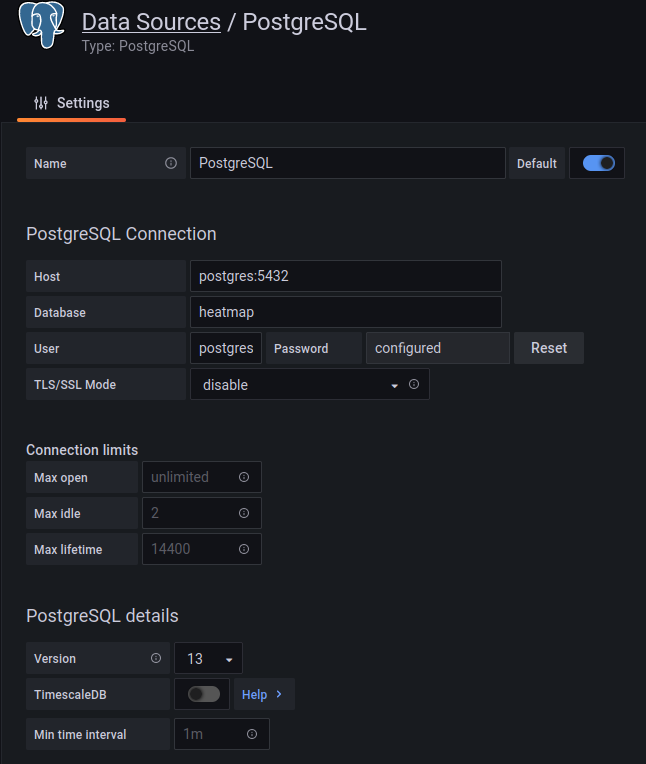 Data Sources / PostgreSQL
Type: PostgreSQL
Settings
Name PostgreSQL Default
PostgreSQL Connection
Host postgres:5432
Database heatmap
User postgres Password configured Reset
TLS/SSL Mode disable
Connection limits
Max open unlimited
Max idle 2
Max lifetime 14400
PostgreSQL details
Version 13
TimescaleDB Help
Min time interval 1m